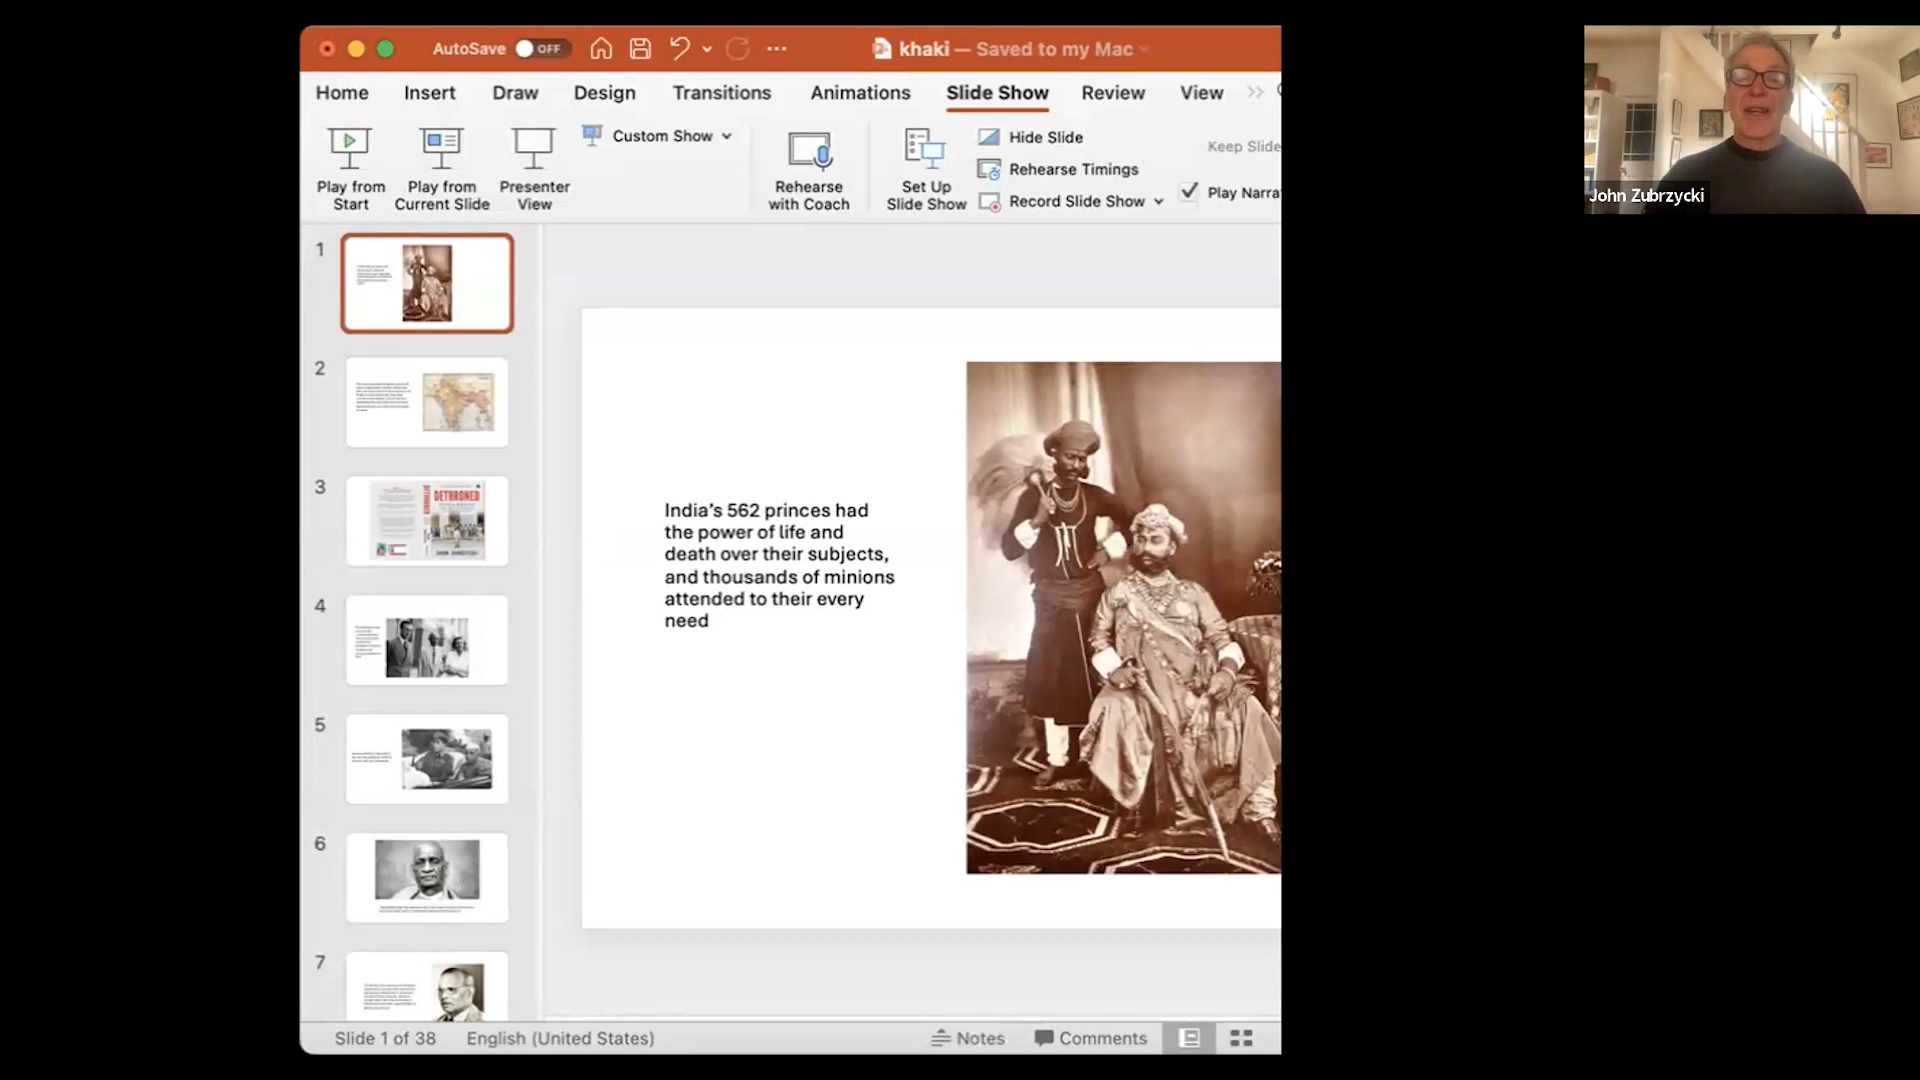 AutoSave OFF
khaki — Saved to my Mac
Home Insert Draw Design Transitions Animations Slide Show Review View
Play from Start
Play from Current Slide
Presenter View
Custom Show
Rehearse with Coach
Set Up Slide Show
Hide Slide
Rehearse Timings
Record Slide Show
Keep Slide
Play Narra
John Zubrzycki
1
2
3
DETHRONED
4
5
6
7
India's 562 princes had
the power of life and
death over their subjects,
and thousands of minions
attended to their every
need
Slide 1 of 38 English (United States) Notes Comments